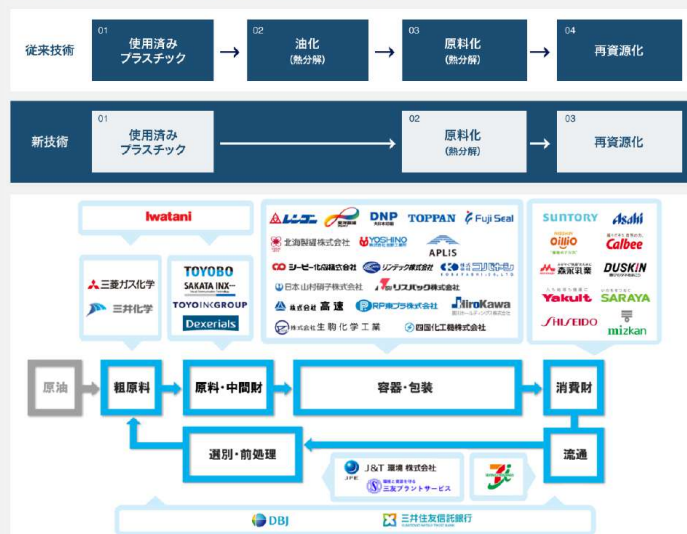 従来技術
01
使用済み
プラスチック
02
油化
(熱分解)
03
原料化
(熱分解)
04
再資源化
新技術
01
使用済み
プラスチック
02
原料化
(熱分解)
03
再資源化
Iwatani
三菱ガス化学
三井化学
TOYOBO
SAKATA INX
TOYO INK GROUP
Dexerials
レンゴー
DNP
大日本印刷
TOPPAN
Fuji Seal
北海製罐株式会社
YOSHINO
APLIS
シーピー化成株式会社
リンテック株式会社
日本山村硝子株式会社
リスパック株式会社
株式会社 高速
RP東プラ株式会社
HiroKawa
株式会社 生駒化学工業
四国化工機株式会社
SUNTORY
Asahi
OilliO
Calbee
森永乳業
DUSKIN
Yakult
SARAYA
SHISEIDO
mizkan
原油
粗原料
原料・中間財
容器・包装
消費財
選別・前処理
流通
J&T 環境 株式会社
JFE
三友プラントサービス
DBJ
三井住友信託銀行